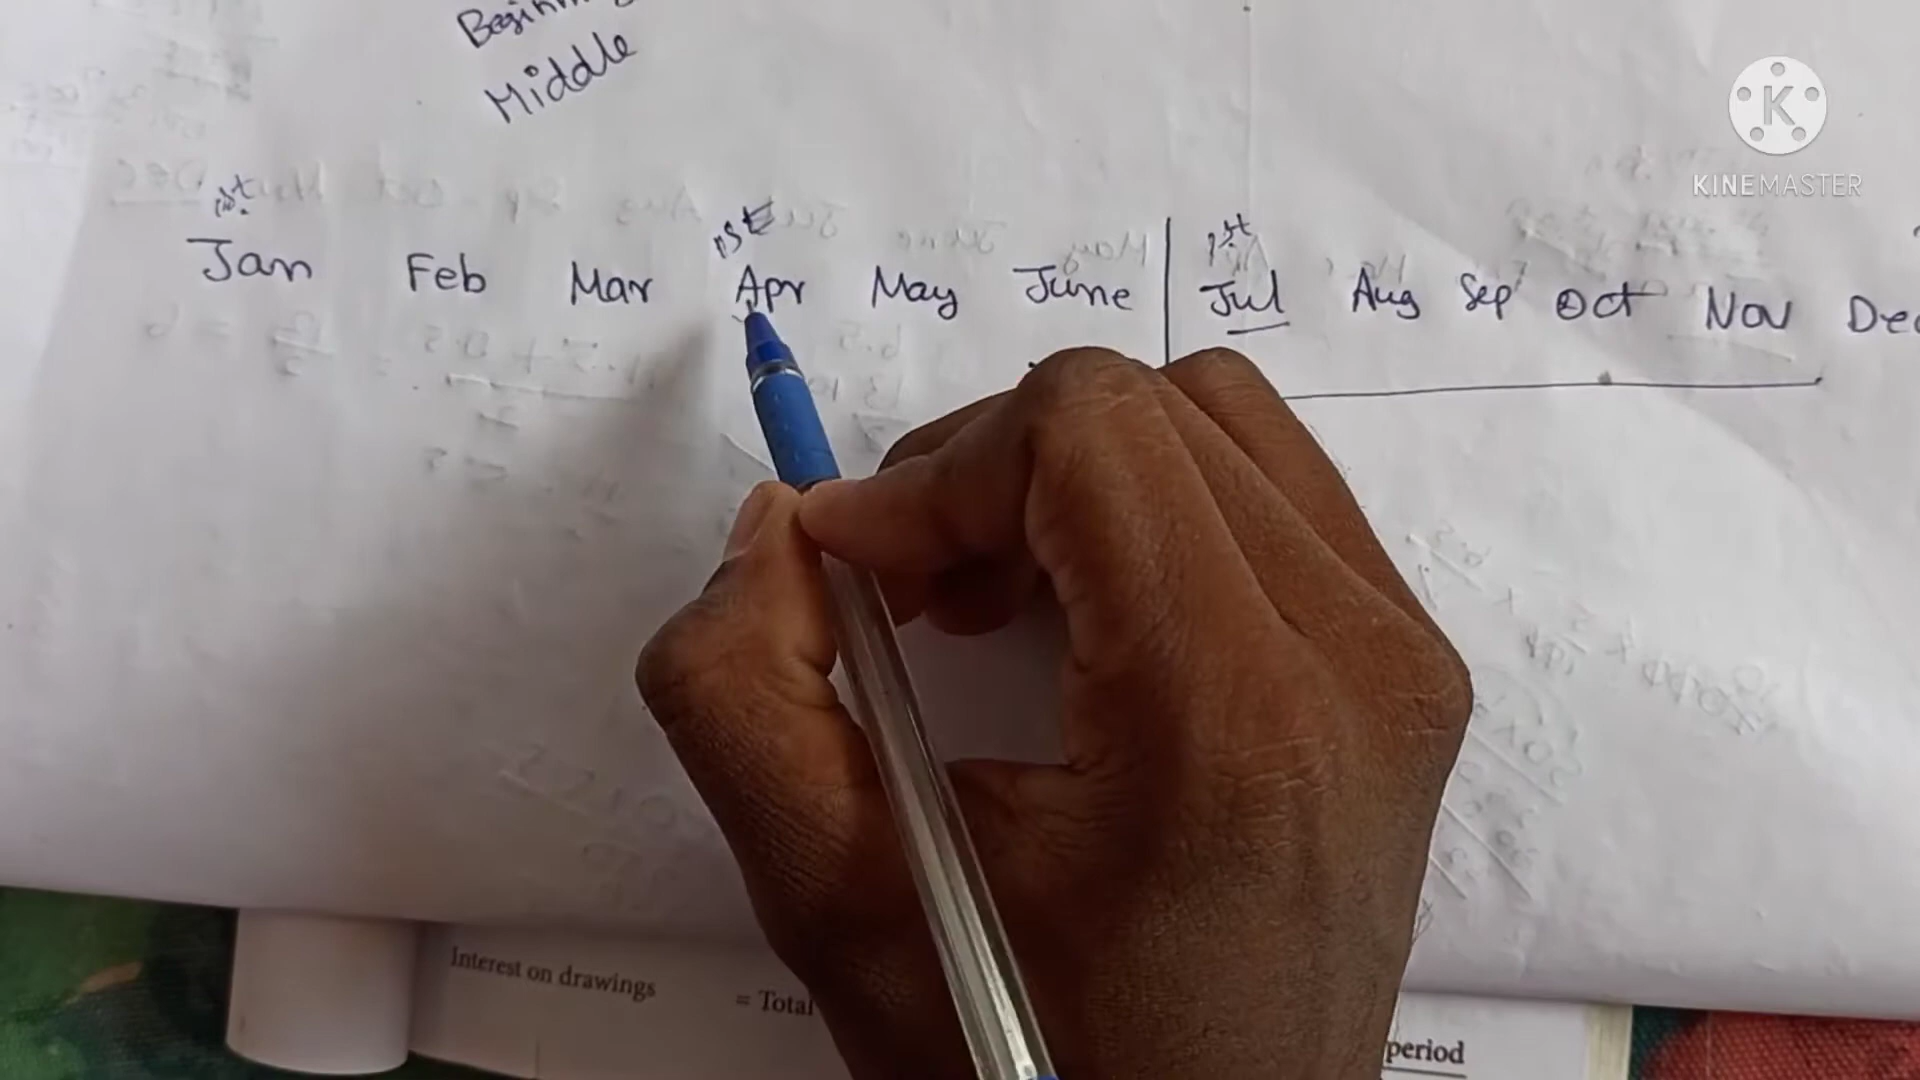 Middle
KINEMASTER
1st 1st 1st
Jan Feb Mar Apr May June Jul Aug Sep Oct Nov
Interest on drawings = Total period